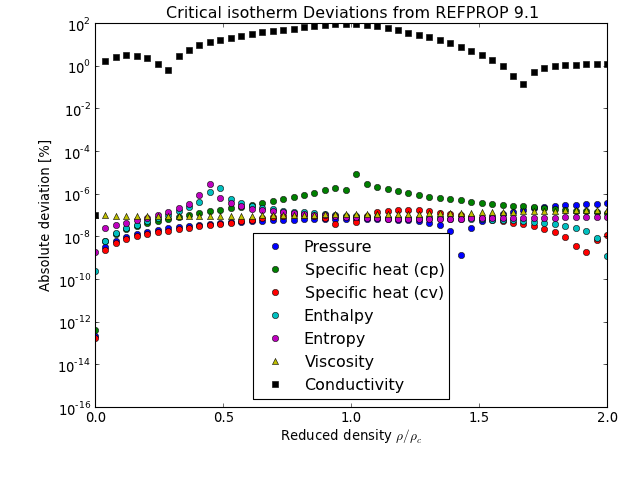 Critical isotherm Deviations from REFPROP 9.1
10^2
10^0
10^-2
10^-4
10^-6
10^-8
10^-10
10^-12
10^-14
10^-16
Absolute deviation [%]
Pressure
Specific heat (cp)
Specific heat (cv)
Enthalpy
Entropy
Viscosity
Conductivity
0.0 0.5 1.0 1.5 2.0
Reduced density ρ/ρ_c